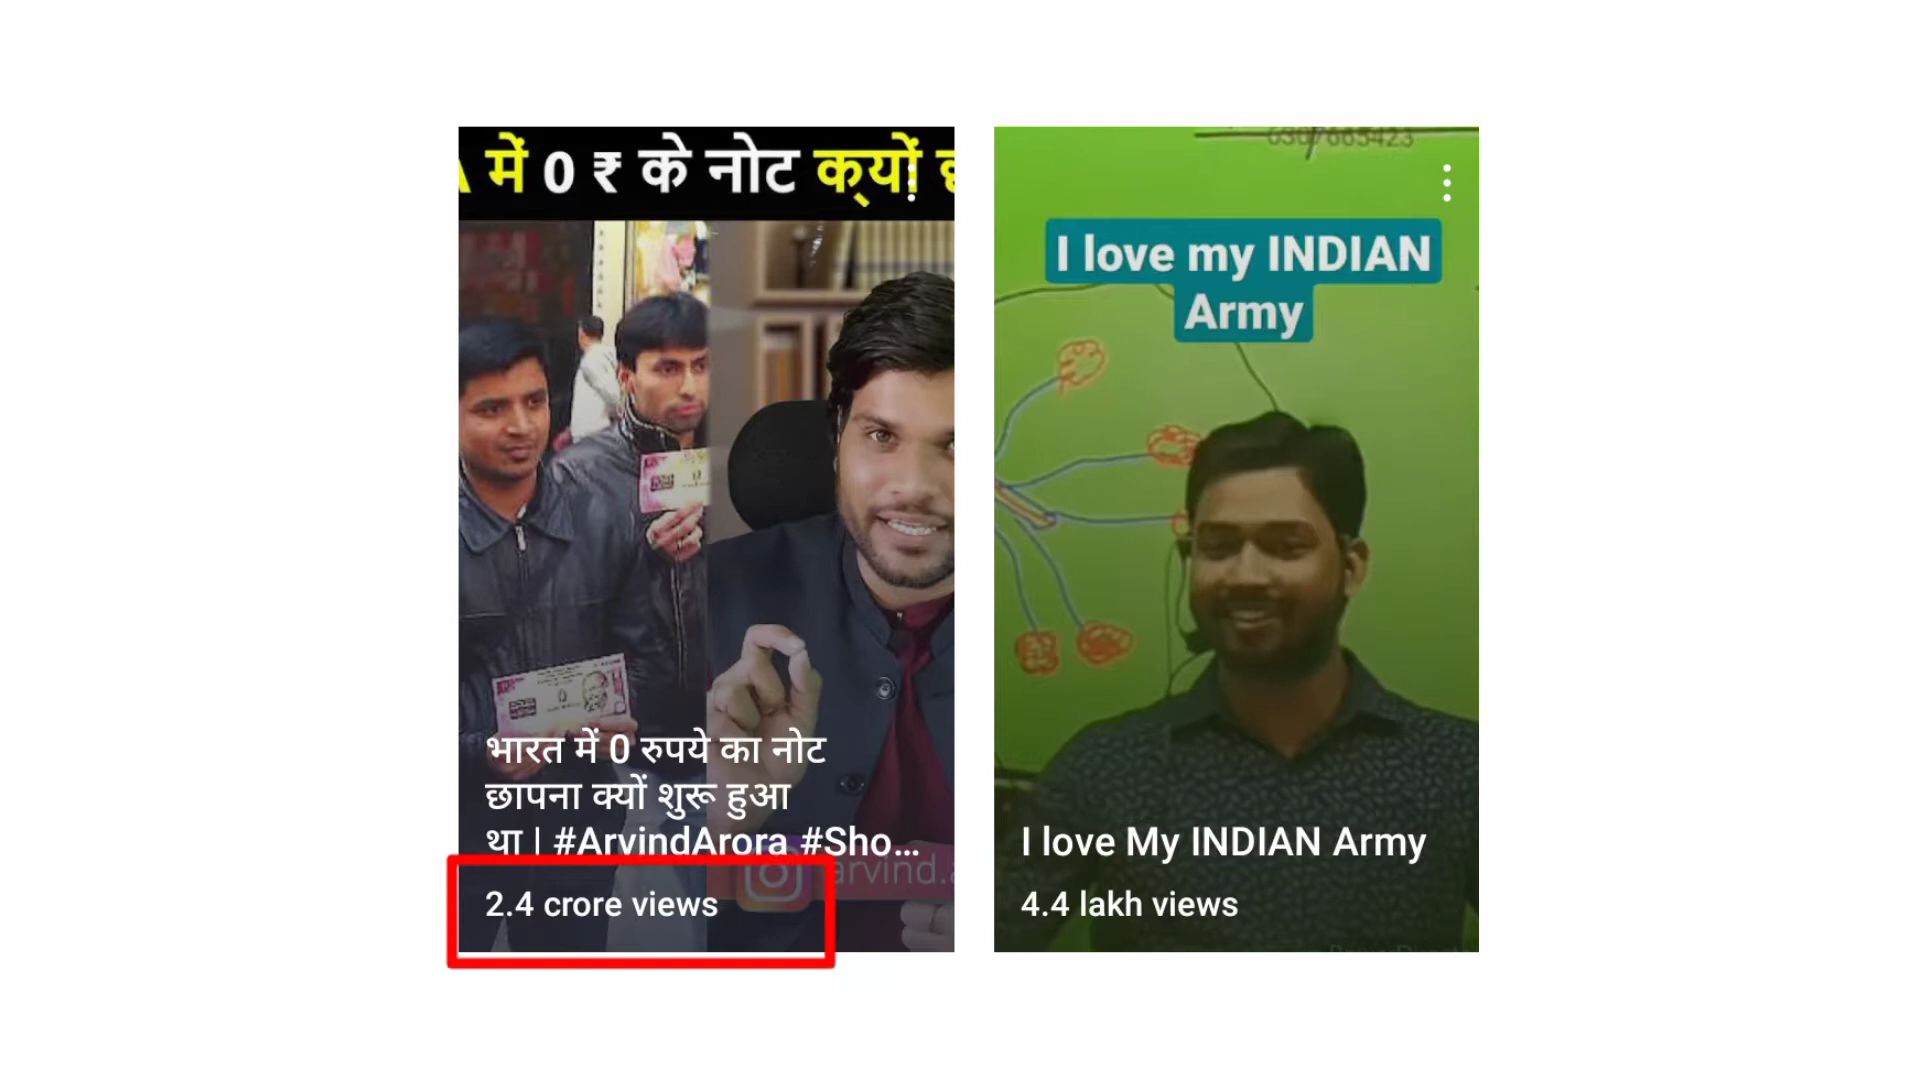 में 0 ₹ के नोट क्यों
भारत में 0 रुपये का नोट
छापना क्यों शुरू हुआ
था | #ArvindArora #Sho...
arvind.
2.4 crore views
I love my INDIAN
Army
I love My INDIAN Army
4.4 lakh views